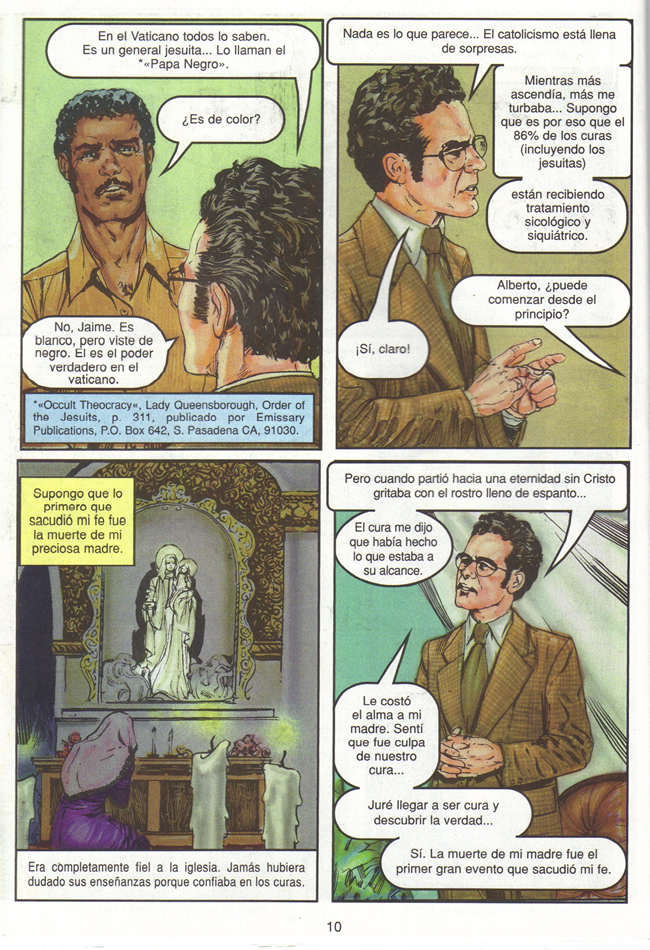 En el Vaticano todos lo saben.
Es un general jesuita... Lo llaman el
*«Papa Negro».
¿Es de color?
No, Jaime. Es
blanco, pero viste de
negro. El es el poder
verdadero en el
vaticano.
*«Occult Theocracy«, Lady Queensborough, Order of
the Jesuits, p. 311, publicado por Emissary
Publications, P.O. Box 642, S. Pasadena CA, 91030.
Nada es lo que parece... El catolicismo está llena
de sorpresas.
Mientras más
ascendía, más me
turbaba... Supongo
que es por eso que el
86% de los curas
(incluyendo los
jesuitas)
están recibiendo
tratamiento
sicológico y
siquiátrico.
Alberto, ¿puede
comenzar desde el
principio?
¡Sí, claro!
Supongo que lo
primero que
sacudió mi fe fue
la muerte de mi
preciosa madre.
Era completamente fiel a la iglesia. Jamás hubiera
dudado sus enseñanzas porque confiaba en los curas.
Pero cuando partió hacia una eternidad sin Cristo
gritaba con el rostro lleno de espanto...
El cura me dijo
que había hecho
lo que estaba a
su alcance.
Le costó
el alma a mi
madre. Sentí
que fue culpa
de nuestro
cura...
Juré llegar a ser cura y
descubrir la verdad...
Sí. La muerte de mi madre fue el
primer gran evento que sacudió mi fe.
10